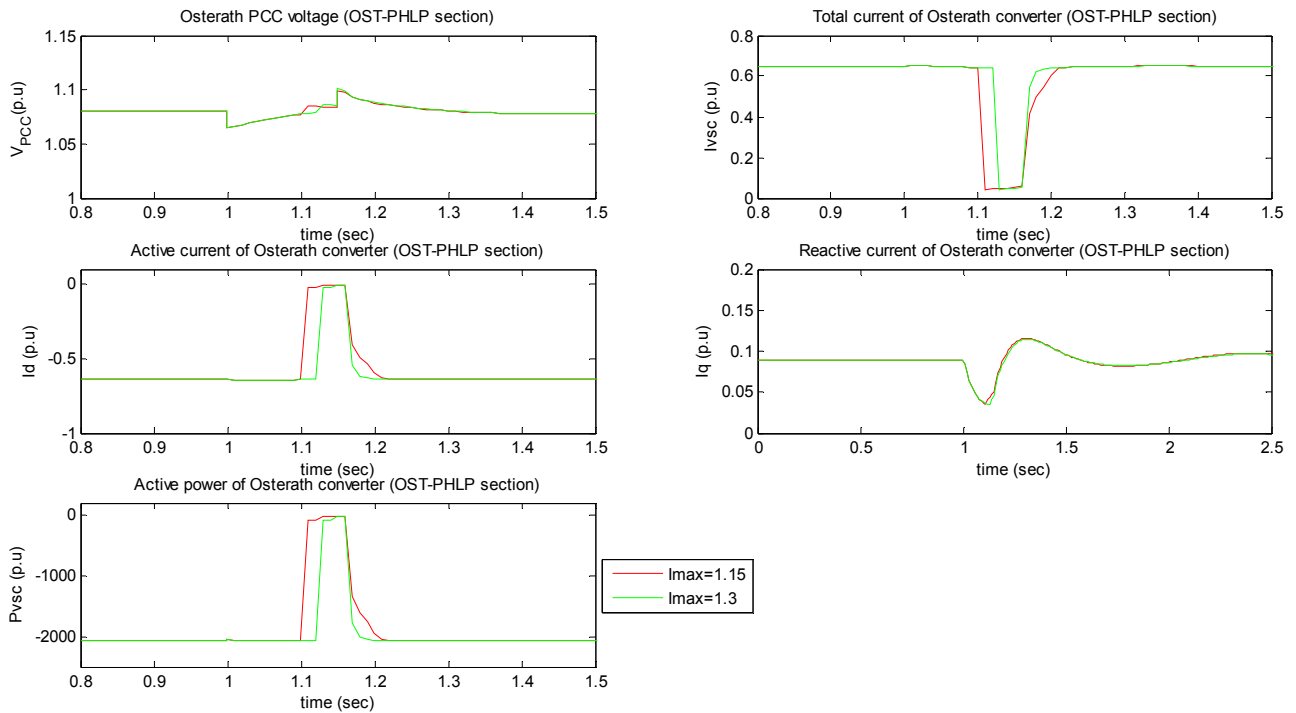 Osterath PCC voltage (OST-PHLP section)
1.15
1.1
1.05
1
V_PCC (p.u)
0.8 0.9 1 1.1 1.2 1.3 1.4 1.5
time (sec)
Total current of Osterath converter (OST-PHLP section)
0.8
0.6
0.4
0.2
0
Ivsc (p.u)
0.8 0.9 1 1.1 1.2 1.3 1.4 1.5
time (sec)
Active current of Osterath converter (OST-PHLP section)
0
-0.5
-1
Id (p.u)
0.8 0.9 1 1.1 1.2 1.3 1.4 1.5
time (sec)
Reactive current of Osterath converter (OST-PHLP section)
0.2
0.15
0.1
0.05
0
Iq (p.u)
0 0.5 1 1.5 2 2.5
time (sec)
Active power of Osterath converter (OST-PHLP section)
0
-1000
-2000
Pvsc (p.u)
0.8 0.9 1 1.1 1.2 1.3 1.4 1.5
time (sec)
Imax=1.15
Imax=1.3